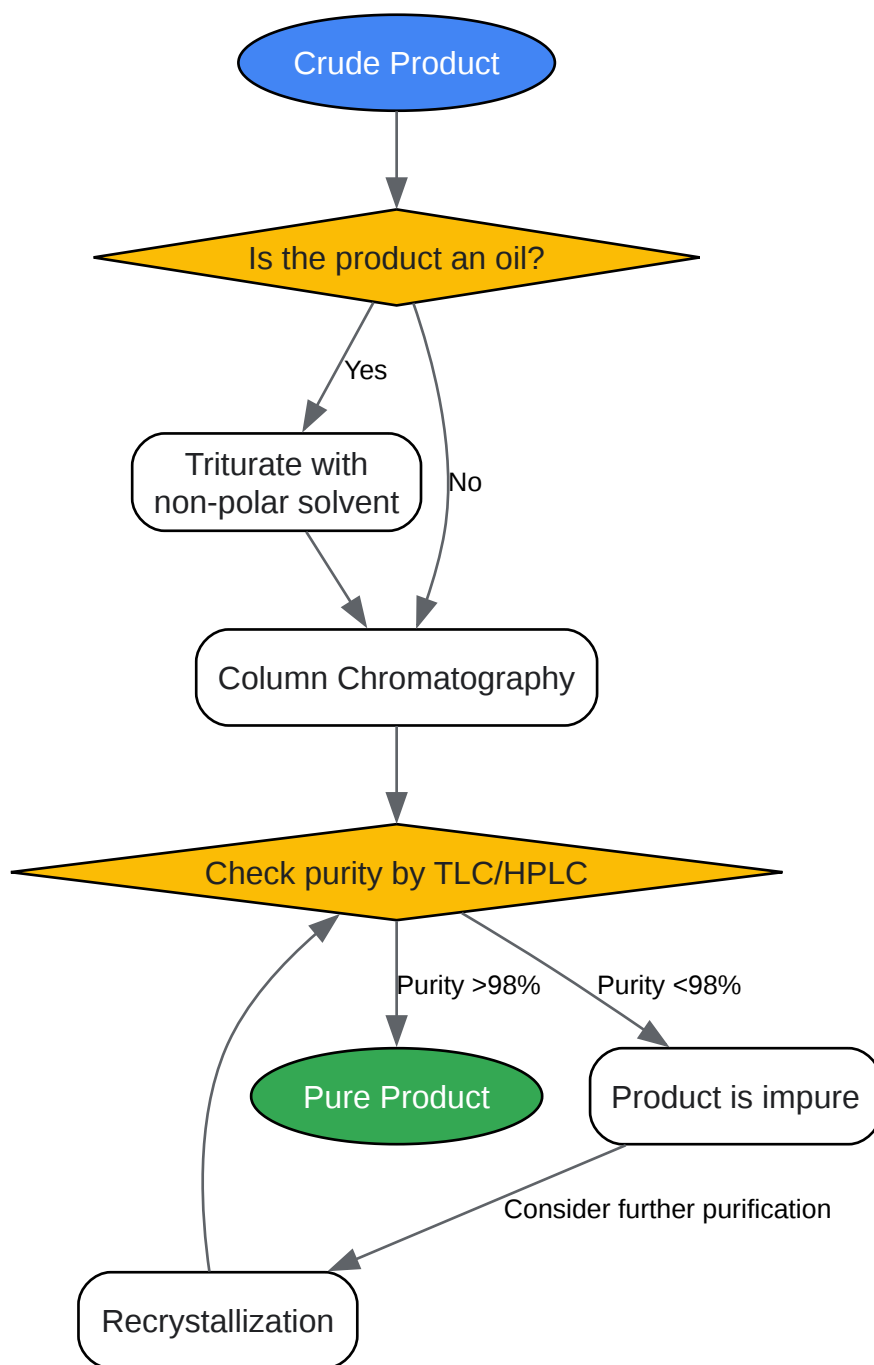 Crude Product
Is the product an oil?
Yes
Triturate with
non-polar solvent
No
Column Chromatography
Check purity by TLC/HPLC
Purity >98%
Purity <98%
Pure Product
Product is impure
Consider further purification
Recrystallization